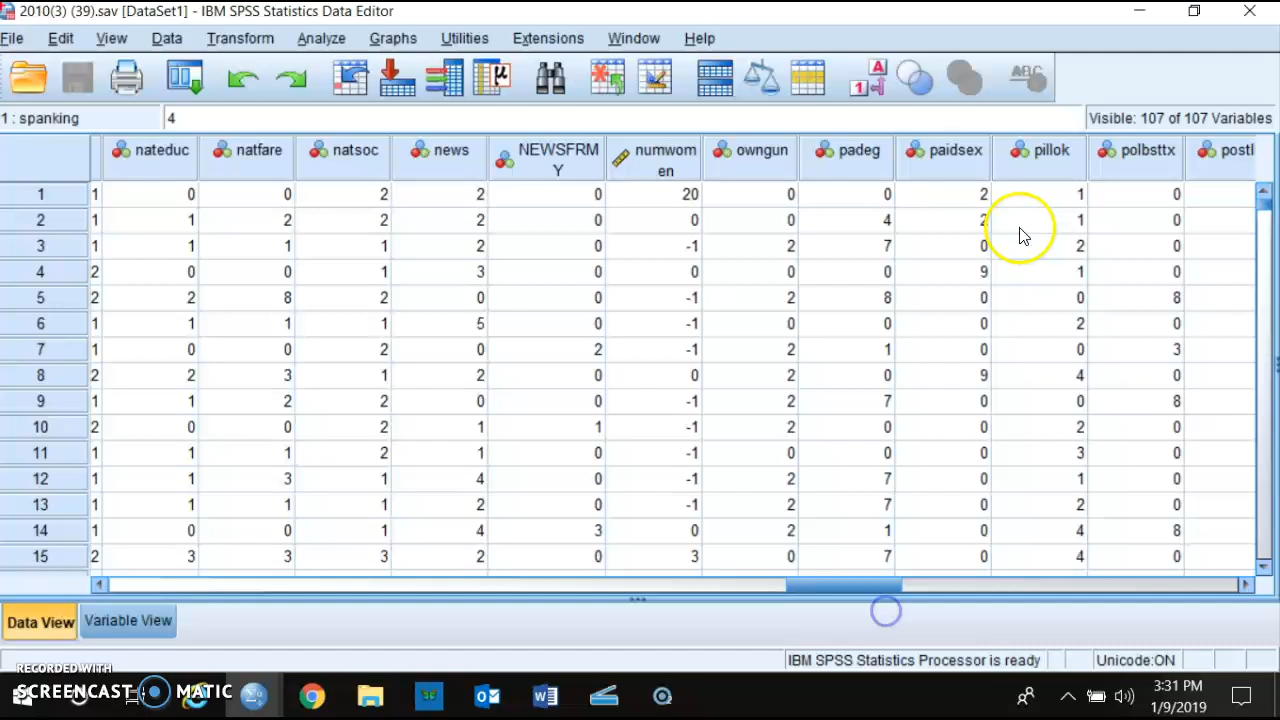 2010(3) (39).sav [DataSet1] - IBM SPSS Statistics Data Editor
File Edit View Data Transform Analyze Graphs Utilities Extensions Window Help
1 : spanking 4 Visible: 107 of 107 Variables
nateduc natfare natsoc news NEWSFRM numwom owngun padeg paidsex pillok polbsttx postl
Y en
1 1 0 0 2 2 0 20 0 0 2 1 0
2 1 1 2 2 2 0 0 0 4 2 1 0
3 1 1 1 1 2 0 -1 2 7 0 2 0
4 2 0 0 1 3 0 0 0 0 9 1 0
5 2 2 8 2 0 0 -1 2 8 0 0 8
6 1 1 1 1 5 0 -1 0 0 0 2 0
7 1 0 0 2 0 2 -1 2 1 0 0 3
8 2 2 3 1 2 0 0 2 0 9 4 0
9 1 1 2 2 0 0 -1 2 7 0 0 8
10 2 0 0 2 1 1 -1 2 0 0 2 0
11 1 1 1 2 1 0 -1 0 0 0 3 0
12 1 1 3 1 4 0 -1 2 7 0 1 0
13 1 1 1 1 2 0 -1 2 7 0 2 0
14 1 0 0 1 4 3 0 2 1 0 4 8
15 2 3 3 3 2 0 3 0 7 0 4 0
Data View Variable View
IBM SPSS Statistics Processor is ready Unicode:ON
RECORDED WITH
SCREENCAST MATIC
3:31 PM
1/9/2019